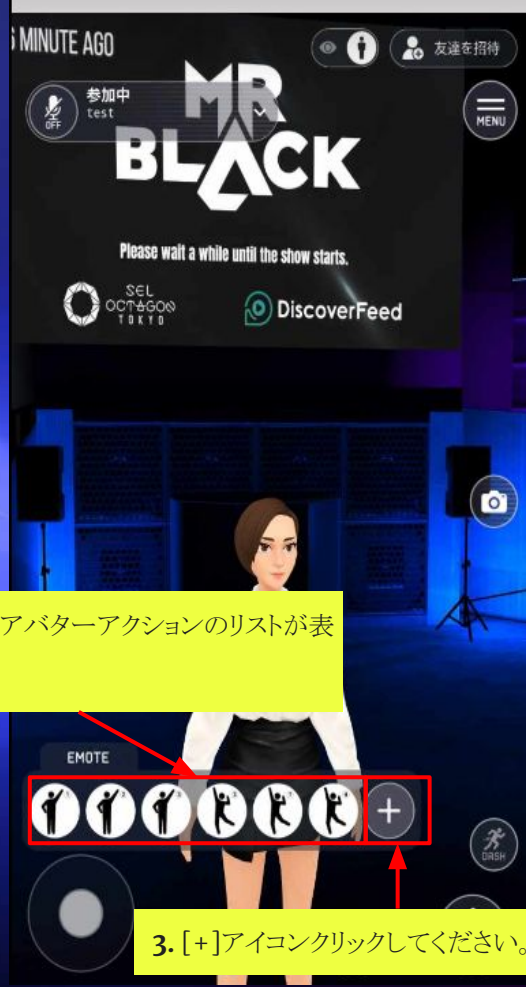 MINUTE AGO
友達を招待
参加中
test
OFF
MENU
MR
BLACK
Please wait a while until the show starts.
SEL
OCTAGON
TOKYO
DiscoverFeed
アバターアクションのリストが表
EMOTE
DASH
3. [+]アイコンクリックしてください。